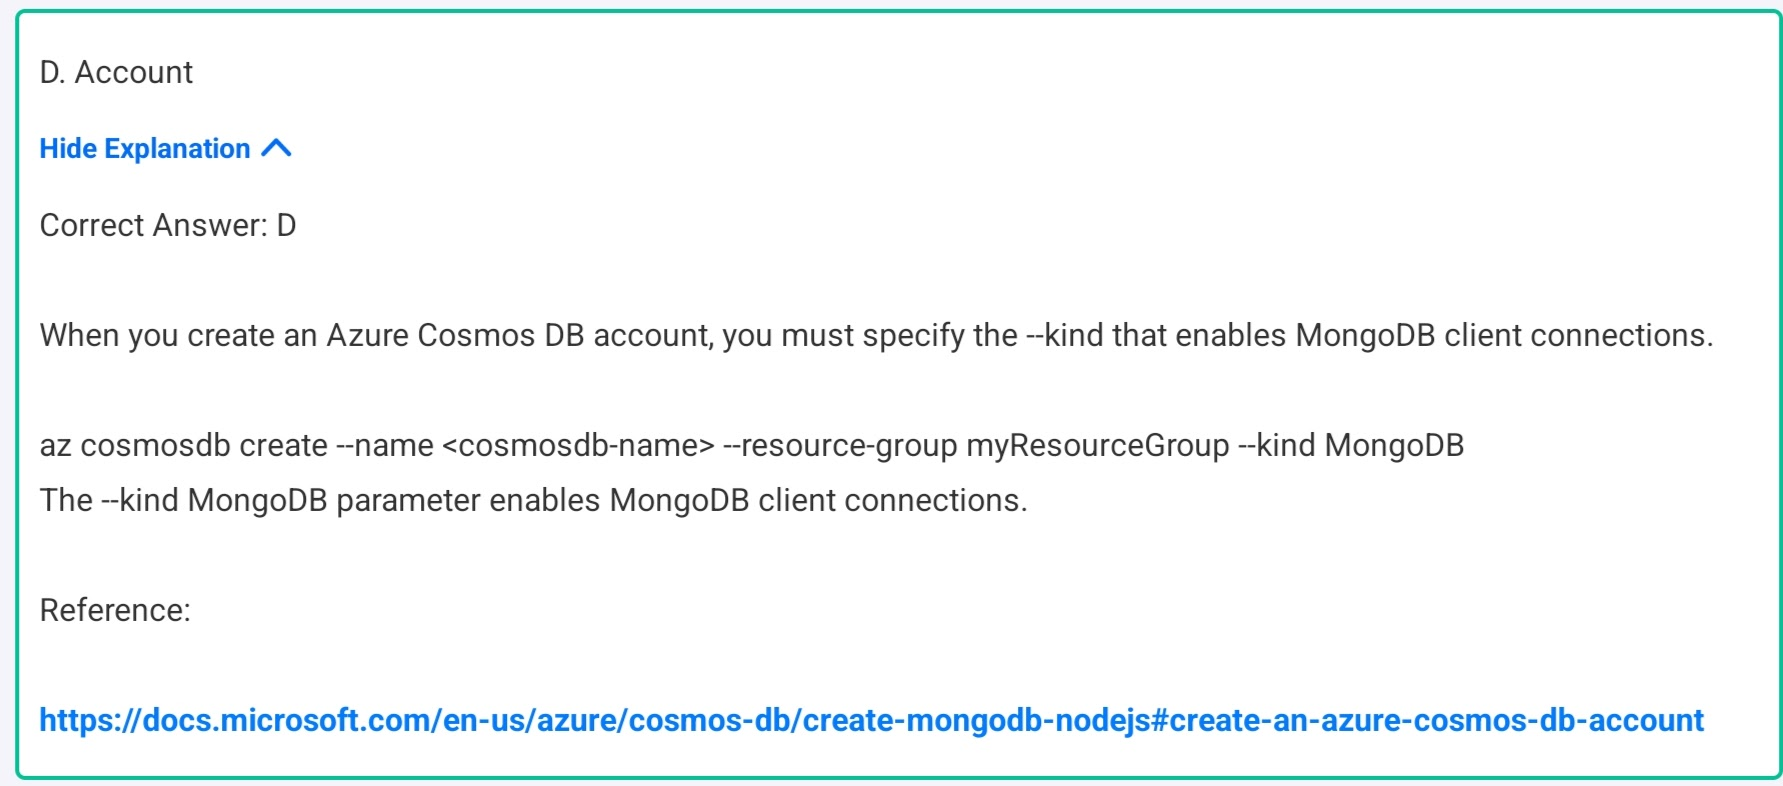 D. Account
Hide Explanation
Correct Answer: D
When you create an Azure Cosmos DB account, you must specify the --kind that enables MongoDB client connections.
az cosmosdb create --name <cosmosdb-name> --resource-group myResourceGroup --kind MongoDB
The --kind MongoDB parameter enables MongoDB client connections.
Reference:
https://docs.microsoft.com/en-us/azure/cosmos-db/create-mongodb-nodejs#create-an-azure-cosmos-db-account